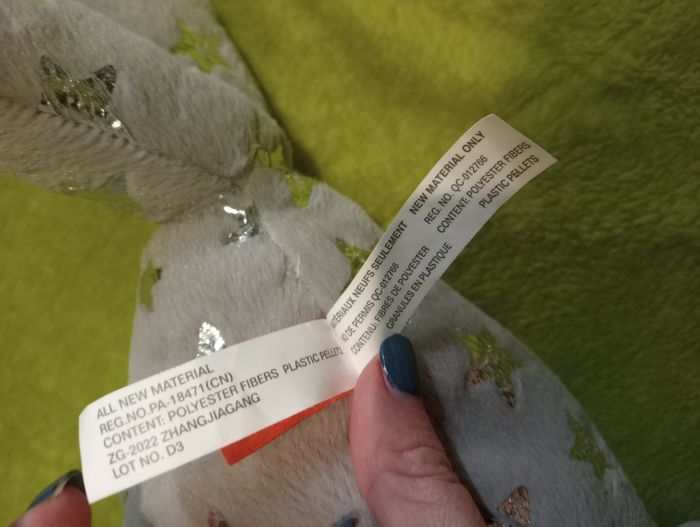 ALL NEW MATERIAL
REG.NO.PA-18471(CN)
CONTENT: POLYESTER FIBERS PLASTIC PELLETS
ZG-2022 ZHANGJIAGANG
LOT NO. D3
MATÉRIAUX NEUFS SEULEMENT NEW MATERIAL ONLY
NO DE PERMIS QC-012766 REG. NO. QC-012766
CONTENU: FIBRES DE POLYESTER CONTENT: POLYESTER FIBERS
GRANULES EN PLASTIQUE PLASTIC PELLETS